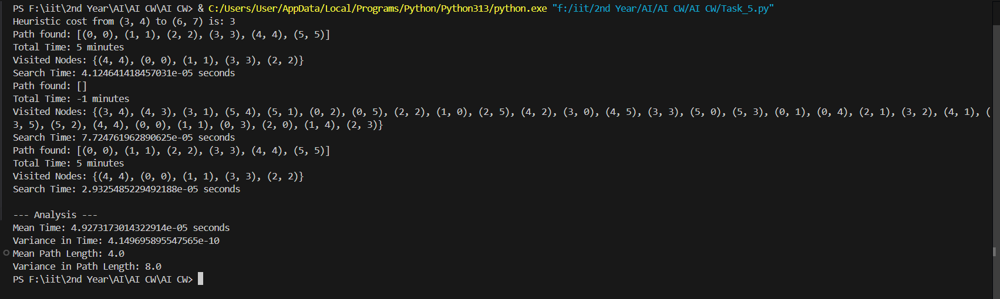 PS F:\iit\2nd Year\AI\AI CW\AI CW> & C:/Users/User/AppData/Local/Programs/Python/Python313/python.exe "f:/iit/2nd Year/AI/AI CW/AI CW/Task_5.py"
Heuristic cost from (3, 4) to (6, 7) is: 3
Path found: [(0, 0), (1, 1), (2, 2), (3, 3), (4, 4), (5, 5)]
Total Time: 5 minutes
Visited Nodes: {(4, 4), (0, 0), (1, 1), (3, 3), (2, 2)}
Search Time: 4.124641418457031e-05 seconds
Path found: []
Total Time: -1 minutes
Visited Nodes: {(3, 4), (4, 3), (3, 1), (5, 4), (5, 1), (0, 2), (0, 5), (2, 2), (1, 0), (2, 5), (4, 2), (3, 0), (4, 5), (3, 3), (5, 0), (5, 3), (0, 1), (0, 4), (2, 1), (3, 2), (4, 1), (
3, 5), (5, 2), (4, 4), (0, 0), (1, 1), (0, 3), (2, 0), (1, 4), (2, 3)}
Search Time: 7.724761962890625e-05 seconds
Path found: [(0, 0), (1, 1), (2, 2), (3, 3), (4, 4), (5, 5)]
Total Time: 5 minutes
Visited Nodes: {(4, 4), (0, 0), (1, 1), (3, 3), (2, 2)}
Search Time: 2.9325485229492188e-05 seconds
--- Analysis ---
Mean Time: 4.9273173014322914e-05 seconds
Variance in Time: 4.149695895547565e-10
Mean Path Length: 4.0
Variance in Path Length: 8.0
PS F:\iit\2nd Year\AI\AI CW\AI CW>